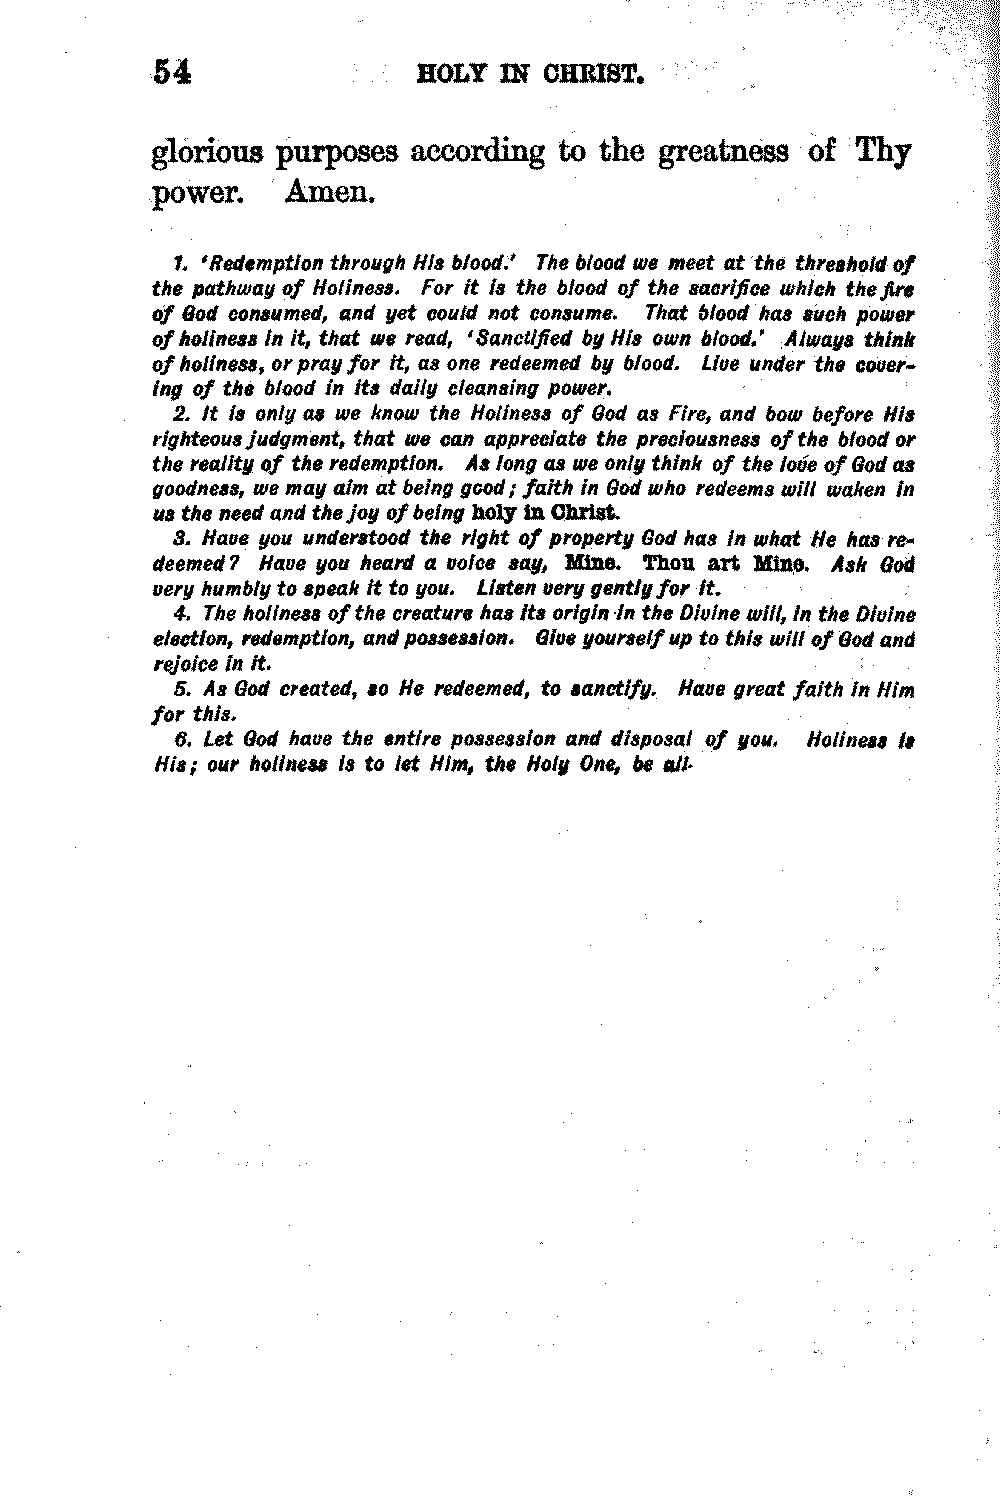 54 HOLY IN CHRIST.
glorious purposes according to the greatness of Thy
power. Amen.
1. 'Redemption through His blood.' The blood we meet at the threshold of
the pathway of Holiness. For it is the blood of the sacrifice which the fire
of God consumed, and yet could not consume. That blood has such power
of holiness in it, that we read, 'Sanctified by His own blood.' Always think
of holiness, or pray for it, as one redeemed by blood. Live under the cover-
ing of the blood in its daily cleansing power.
2. It is only as we know the Holiness of God as Fire, and bow before His
righteous judgment, that we can appreciate the preciousness of the blood or
the reality of the redemption. As long as we only think of the love of God as
goodness, we may aim at being good; faith in God who redeems will waken in
us the need and the joy of being holy in Christ.
3. Have you understood the right of property God has in what He has re-
deemed? Have you heard a voice say, Mine. Thou art Mine. Ask God
very humbly to speak it to you. Listen very gently for it.
4. The holiness of the creature has its origin in the Divine will, in the Divine
election, redemption, and possession. Give yourself up to this will of God and
rejoice in it.
5. As God created, so He redeemed, to sanctify. Have great faith in Him
for this.
6. Let God have the entire possession and disposal of you. Holiness is
His; our holiness is to let Him, the Holy One, be all.